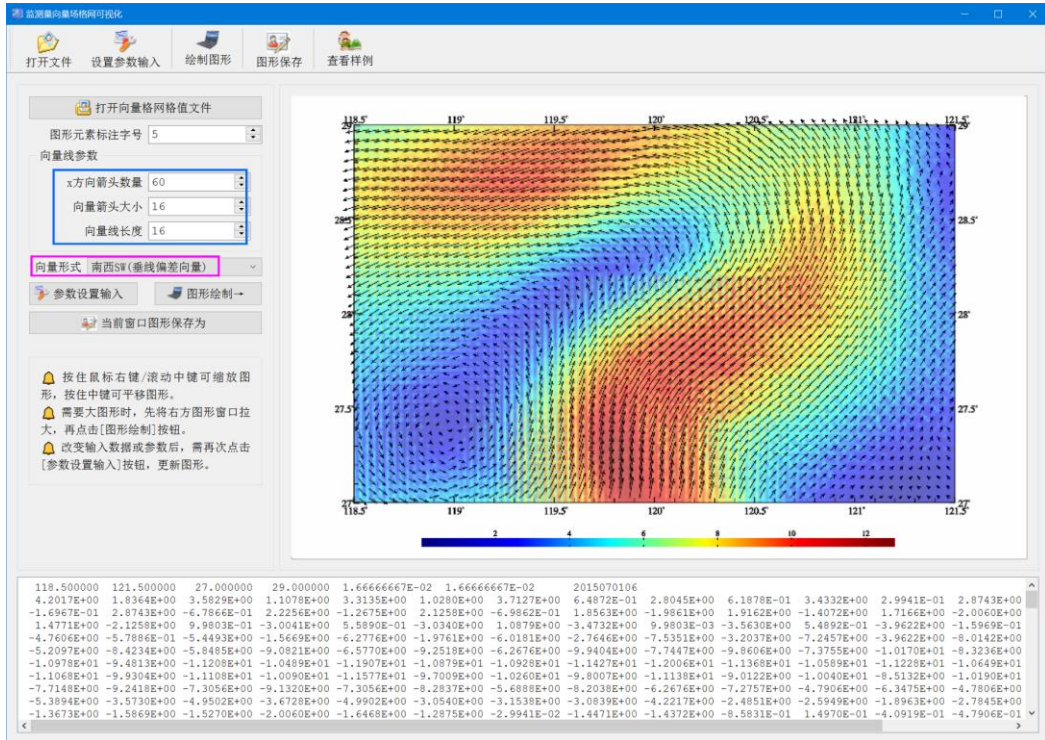 监测量向量场格网可视化
打开文件 设置参数输入 绘制图形 图形保存 查看样例
打开向量格网格值文件
图形元素标注字号 5
向量线参数
x方向箭头数量 60
向量箭头大小 16
向量线长度 16
向量形式 南西SW(垂线偏差向量)
参数设置输入 图形绘制→
当前窗口图形保存为
按住鼠标右键/滚动中键可缩放图
形，按住中键可平移图形。
需要大图形时，先将右方图形窗口拉
大，再点击[图形绘制]按钮。
改变输入数据或参数后，需再次点击
[参数设置输入]按钮，更新图形。
118.5° 119° 119.5° 120° 120.5° 121° 121.5°
29° 29°
28.5° 28.5°
28° 28°
27.5° 27.5°
27° 27°
118.5° 119° 119.5° 120° 120.5° 121° 121.5°
2 4 6 8 10 12
118.500000 121.500000 27.000000 29.000000 1.66666667E-02 1.66666667E-02 2015070106
4.2017E+00 1.8364E+00 3.5829E+00 1.1078E+00 3.3135E+00 1.0280E+00 3.7127E+00 6.4872E-01 2.8045E+00 6.1878E-01 3.4332E+00 2.9941E-01 2.8743E+00
-1.6967E-01 2.8743E+00 -6.7866E-01 2.2256E+00 -1.2675E+00 2.1258E+00 -6.9862E-01 1.8563E+00 -1.9861E+00 1.9162E+00 -1.4072E+00 1.7166E+00 -2.0060E+00
1.4771E+00 -2.1258E+00 9.9803E-01 -3.0041E+00 5.5890E-01 -3.0340E+00 1.0879E+00 -3.4732E+00 9.9803E-03 -3.5630E+00 5.4892E-01 -3.9622E+00 -1.5969E-01
-4.7606E+00 -5.7886E-01 -5.4493E+00 -1.5669E+00 -6.2776E+00 -1.9761E+00 -6.0181E+00 -2.7646E+00 -7.5351E+00 -3.2037E+00 -7.2457E+00 -3.9622E+00 -8.0142E+00
-5.2097E+00 -8.4234E+00 -5.8485E+00 -9.0821E+00 -6.5770E+00 -9.2518E+00 -6.2676E+00 -9.9404E+00 -7.7447E+00 -9.8606E+00 -7.3755E+00 -1.0170E+01 -8.3236E+00
-1.0978E+01 -9.4813E+00 -1.1208E+01 -1.0489E+01 -1.1907E+01 -1.0879E+01 -1.0928E+01 -1.1427E+01 -1.2006E+01 -1.1368E+01 -1.0589E+01 -1.1228E+01 -1.0649E+01
-1.1068E+01 -9.9304E+00 -1.1108E+01 -1.0090E+01 -1.1577E+01 -9.7009E+00 -1.0260E+01 -9.8007E+00 -1.1138E+01 -9.0122E+00 -1.0040E+01 -8.5132E+00 -1.0190E+01
-7.7148E+00 -9.2418E+00 -7.3056E+00 -9.1320E+00 -7.3056E+00 -8.2837E+00 -5.6888E+00 -8.2038E+00 -6.2676E+00 -7.2757E+00 -4.7906E+00 -6.3475E+00 -4.7806E+00
-5.3894E+00 -3.5730E+00 -4.9502E+00 -3.6728E+00 -4.9902E+00 -3.0540E+00 -3.1538E+00 -3.0839E+00 -4.2217E+00 -2.4851E+00 -2.5949E+00 -1.8963E+00 -2.7845E+00
-1.3673E+00 -1.5869E+00 -1.5270E+00 -2.0060E+00 -1.6468E+00 -1.2875E+00 -2.9941E-02 -1.4471E+00 -1.4372E+00 -8.5831E-01 1.4970E-01 -4.0919E-01 -4.7906E-01